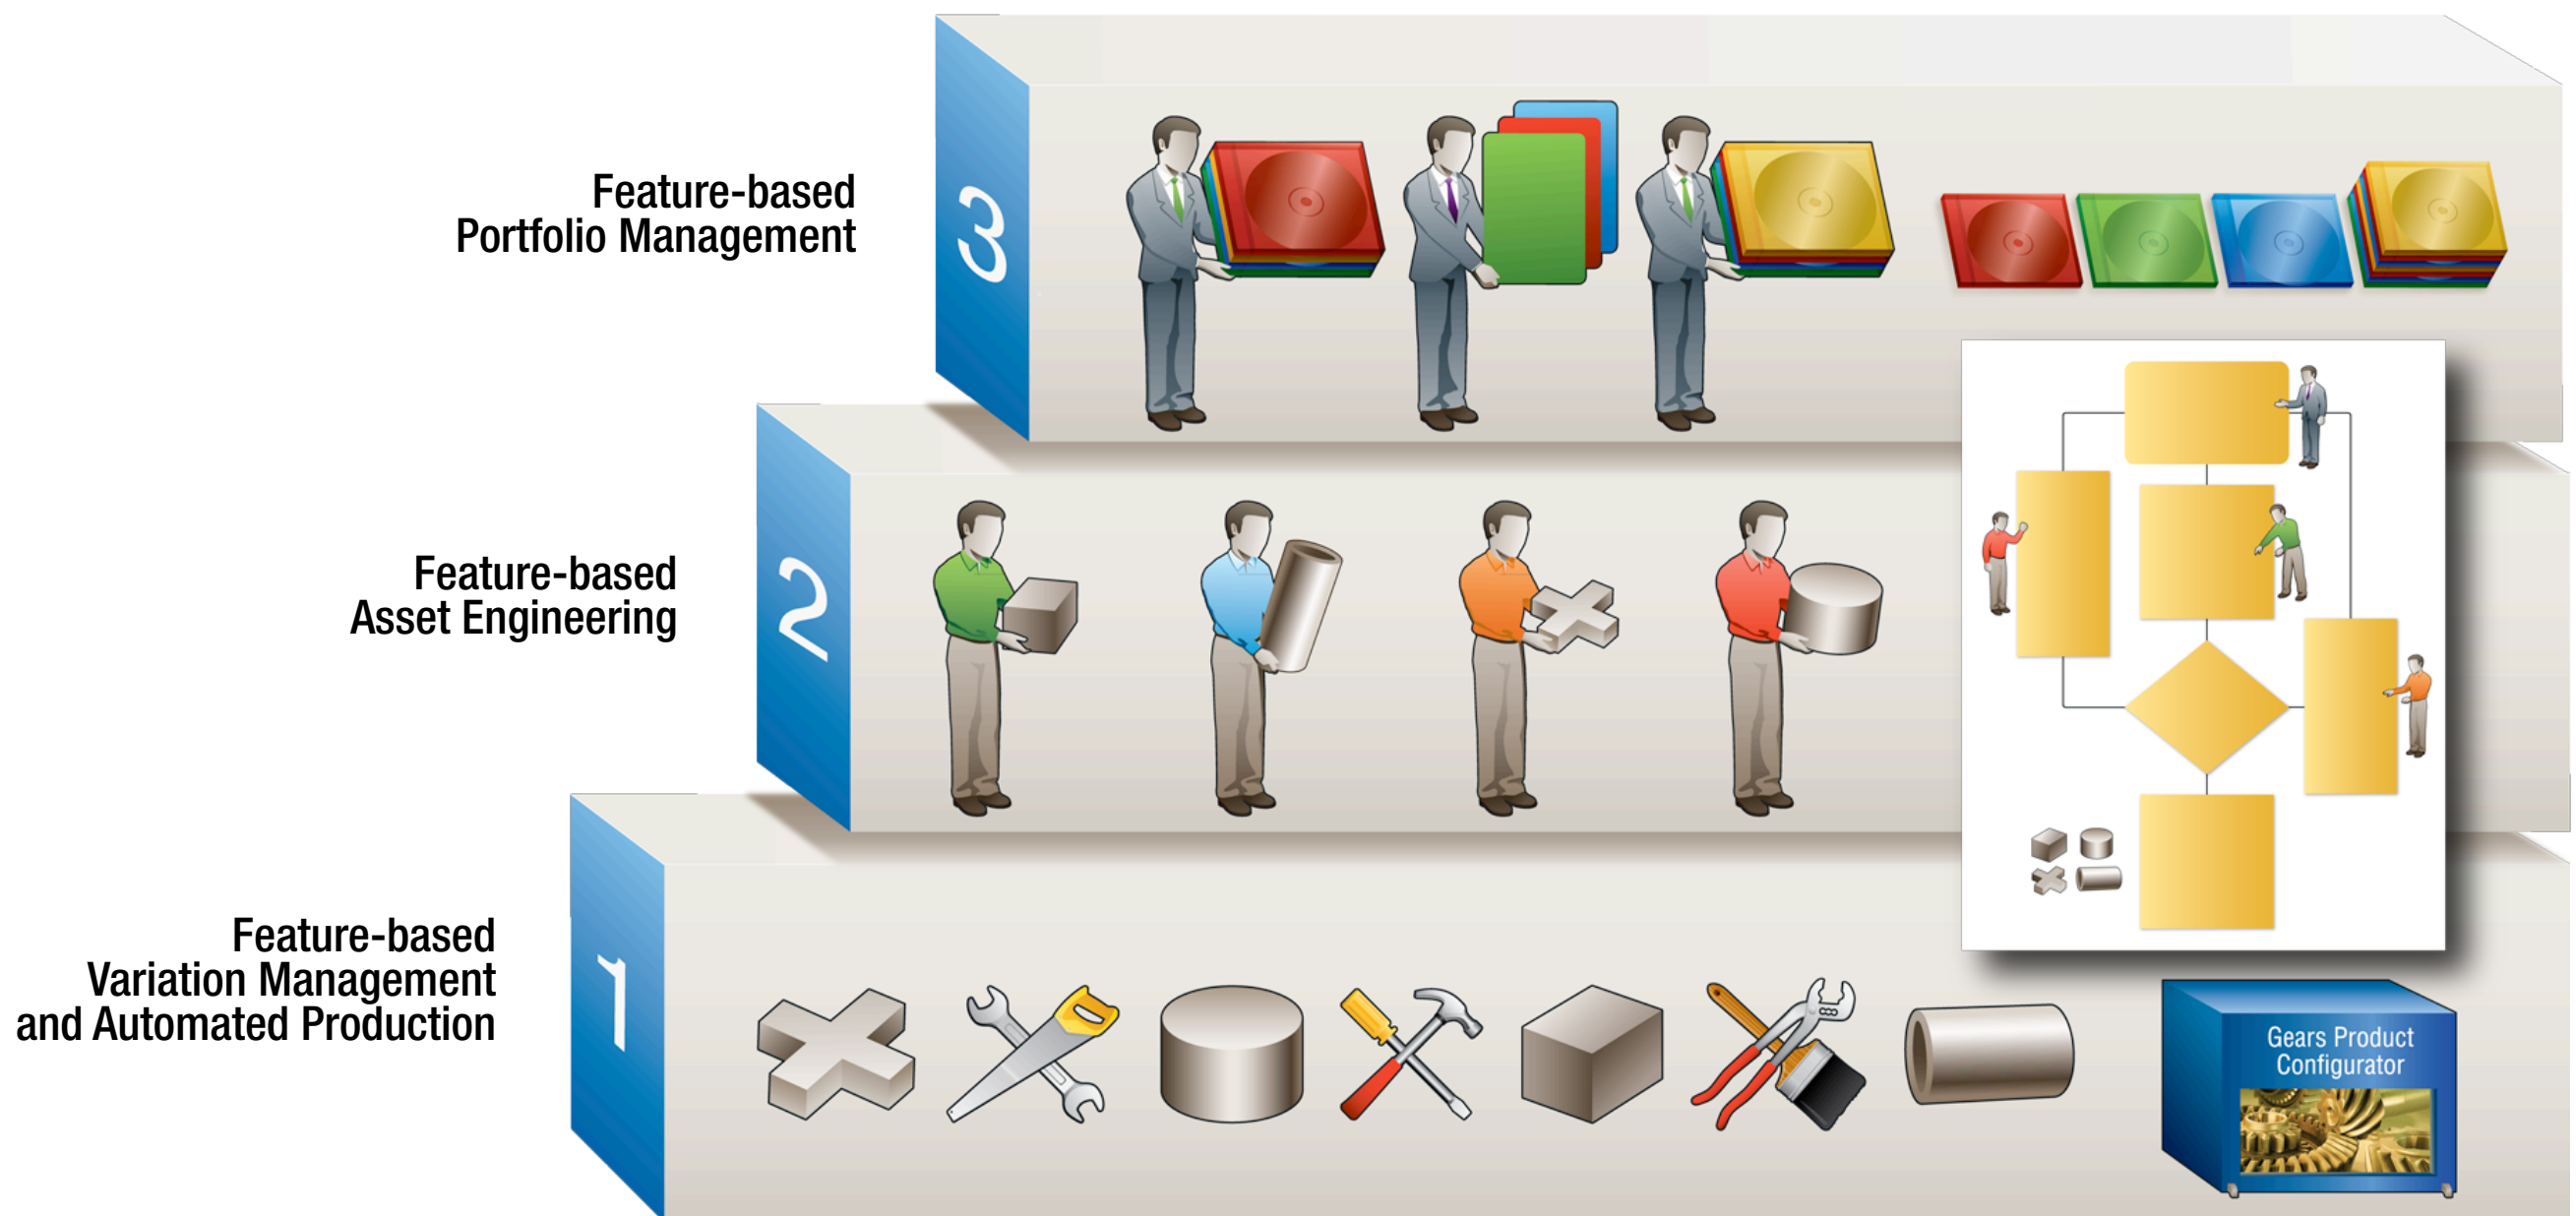 Feature-based
Portfolio Management
3
Feature-based
Asset Engineering
2
Feature-based
Variation Management
and Automated Production
1
Gears Product
Configurator